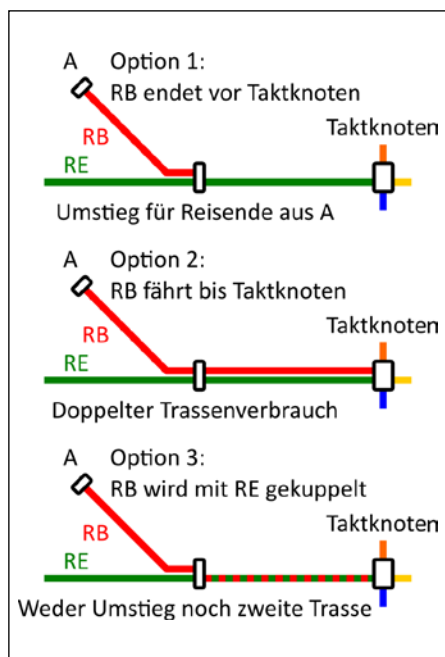 A Option 1:
RB endet vor Taktknoten
Taktknoten
RB
RE
Umstieg für Reisende aus A
A Option 2:
RB fährt bis Taktknoten
Taktknoten
RB
RE
Doppelter Trassenverbrauch
A Option 3:
RB wird mit RE gekuppelt
Taktknoten
RB
RE
Weder Umstieg noch zweite Trasse